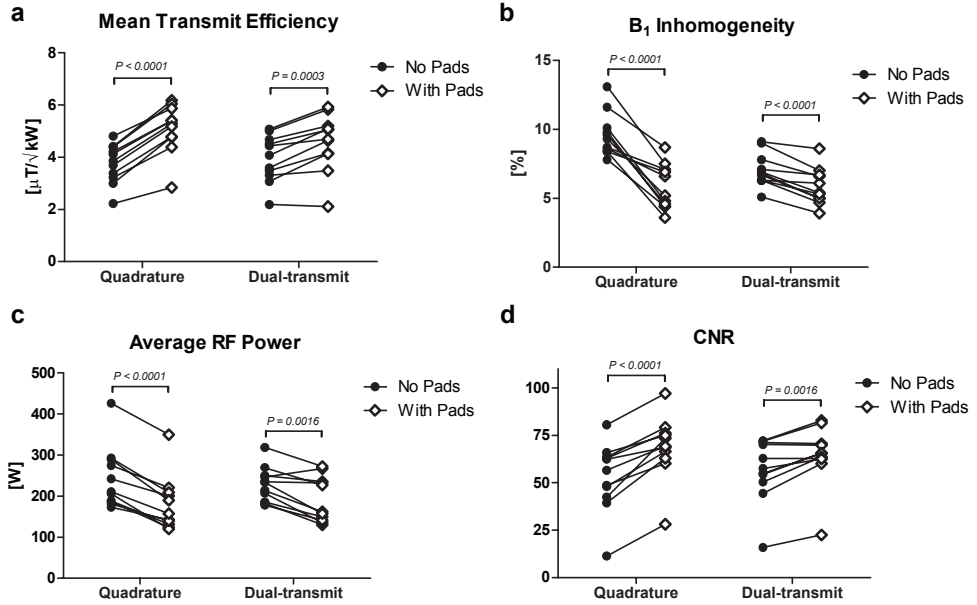 a
Mean Transmit Efficiency
8
6
4
2
0
[μT/√kW]
P < 0.0001
P = 0.0003
No Pads
With Pads
Quadrature
Dual-transmit
b
B₁ Inhomogeneity
15
10
5
0
[%]
P < 0.0001
P < 0.0001
No Pads
With Pads
Quadrature
Dual-transmit
c
Average RF Power
500
400
300
200
100
0
[W]
P < 0.0001
P = 0.0016
No Pads
With Pads
Quadrature
Dual-transmit
d
CNR
100
75
50
25
0
P < 0.0001
P = 0.0016
No Pads
With Pads
Quadrature
Dual-transmit